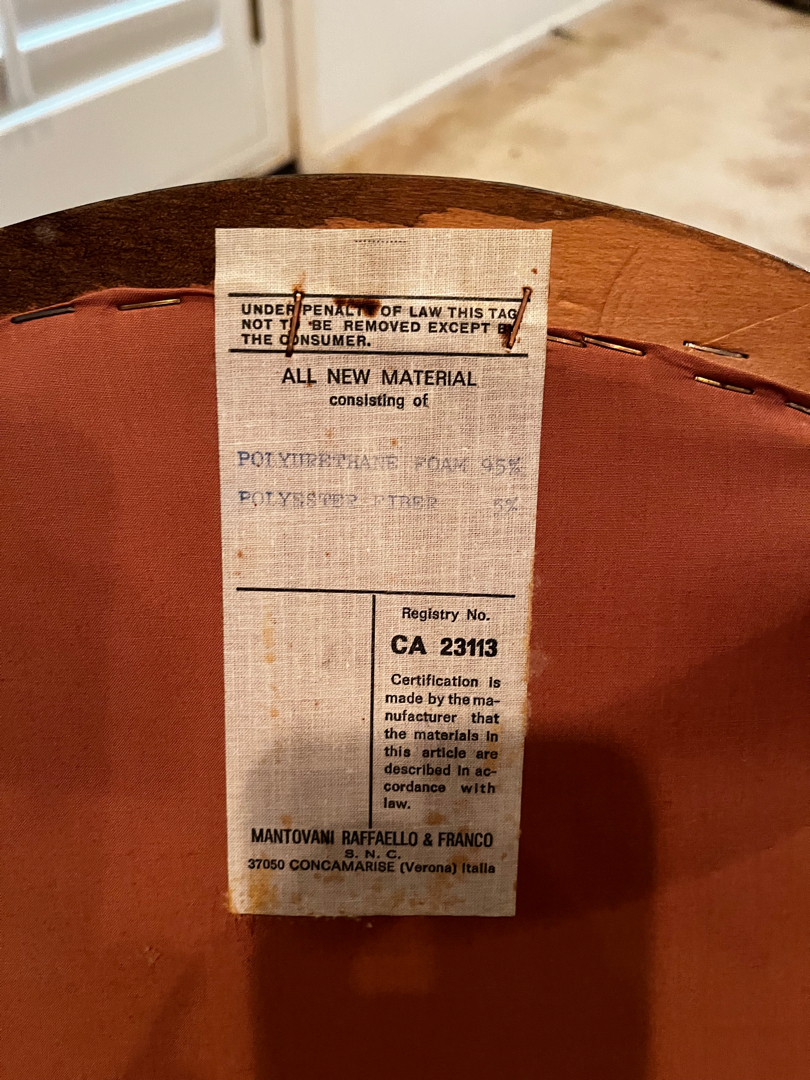 UNDER PENALTY OF LAW THIS TAG
NOT TO BE REMOVED EXCEPT BY
THE CONSUMER.
ALL NEW MATERIAL
consisting of
POLYURETHANE FOAM 95%
POLYESTER FIBER 5%
Registry No.
CA 23113
Certification is
made by the ma-
nufacturer that
the materials in
this article are
described in ac-
cordance with
law.
MANTOVANI RAFFAELLO & FRANCO
S. N. C.
37050 CONCAMARISE (Verona) Italia